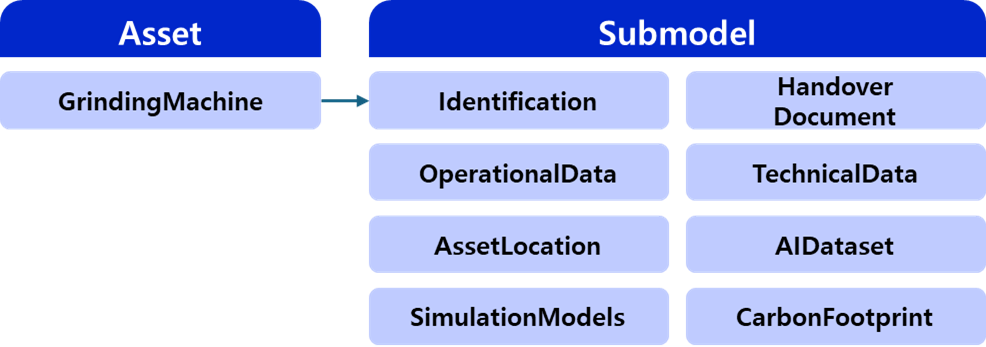 Asset
Submodel
GrindingMachine
Identification
Handover
Document
OperationalData
TechnicalData
AssetLocation
AIDataset
SimulationModels
CarbonFootprint